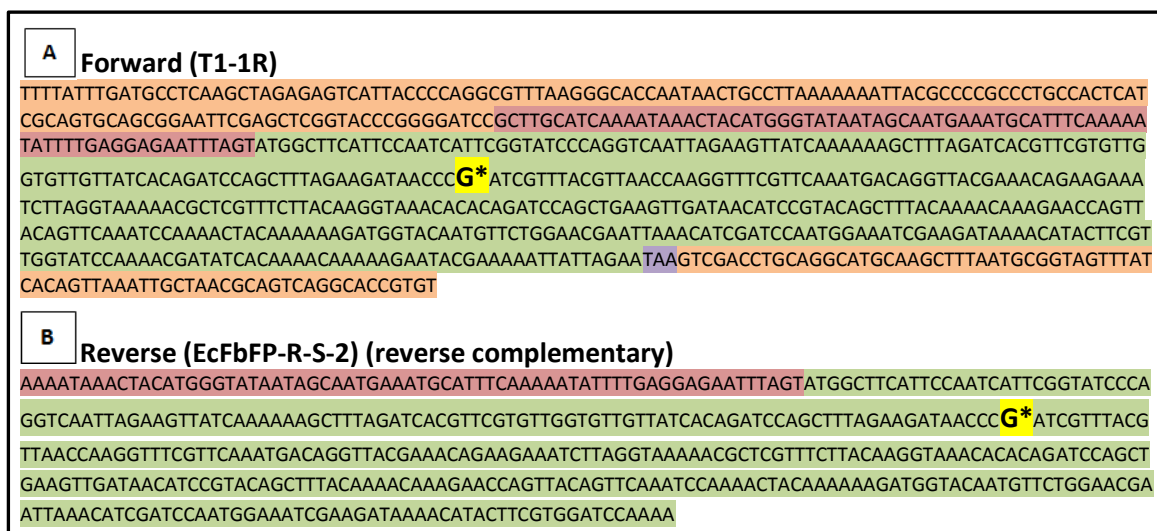 A
Forward (T1-1R)
TTTTATTTGATGCCTCAAGCTAGAGAGTCATTACCCCAGGCGTTTAAGGGCACCAATAACTGCCTTAAAAAAATTACGCCCCGCCCTGCCACTCAT
CGCAGTGCAGCGGAATTCGAGCTCGGTACCCGGGGATCCGCTTGCATCAAAATAAACTACATGGGTATAATAGCAATGAAATGCATTTCAAAAA
TATTTTGAGGAGAATTTAGTATGGCTTCATTCCAATCATTCGGTATCCCAGGTCAATTAGAAGTTATCAAAAAAGCTTTAGATCACGTTCGTGTTG
GTGTTGTTATCACAGATCCAGCTTTAGAAGATAACCCG*ATCGTTTACGTTAACCAAGGTTTCGTTCAAATGACAGGTTACGAAACAGAAGAAA
TCTTAGGTAAAAACGCTCGTTTCTTACAAGGTAAACACACAGATCCAGCTGAAGTTGATAACATCCGTACAGCTTTACAAAACAAAGAACCAGTT
ACAGTTCAAATCCAAAACTACAAAAAAGATGGTACAATGTTCTGGAACGAATTAAACATCGATCCAATGGAAATCGAAGATAAAACATACTTCGT
TGGTATCCAAAACGATATCACAAAACAAAAAGAATACGAAAAATTATTAGAATAAGTCGACCTGCAGGCATGCAAGCTTTAATGCGGTAGTTTAT
CACAGTTAAATTGCTAACGCAGTCAGGCACCGTGT
B
Reverse (EcFbFP-R-S-2) (reverse complementary)
AAAATAAACTACATGGGTATAATAGCAATGAAATGCATTTCAAAAATATTTTGAGGAGAATTTAGTATGGCTTCATTCCAATCATTCGGTATCCCA
GGTCAATTAGAAGTTATCAAAAAAGCTTTAGATCACGTTCGTGTTGGTGTTGTTATCACAGATCCAGCTTTAGAAGATAACCCG*ATCGTTTACG
TTAACCAAGGTTTCGTTCAAATGACAGGTTACGAAACAGAAGAAATCTTAGGTAAAAACGCTCGTTTCTTACAAGGTAAACACACAGATCCAGCT
GAAGTTGATAACATCCGTACAGCTTTACAAAACAAAGAACCAGTTACAGTTCAAATCCAAAACTACAAAAAAGATGGTACAATGTTCTGGAACGA
ATTAAACATCGATCCAATGGAAATCGAAGATAAAACATACTTCGTGGATCCAAAA